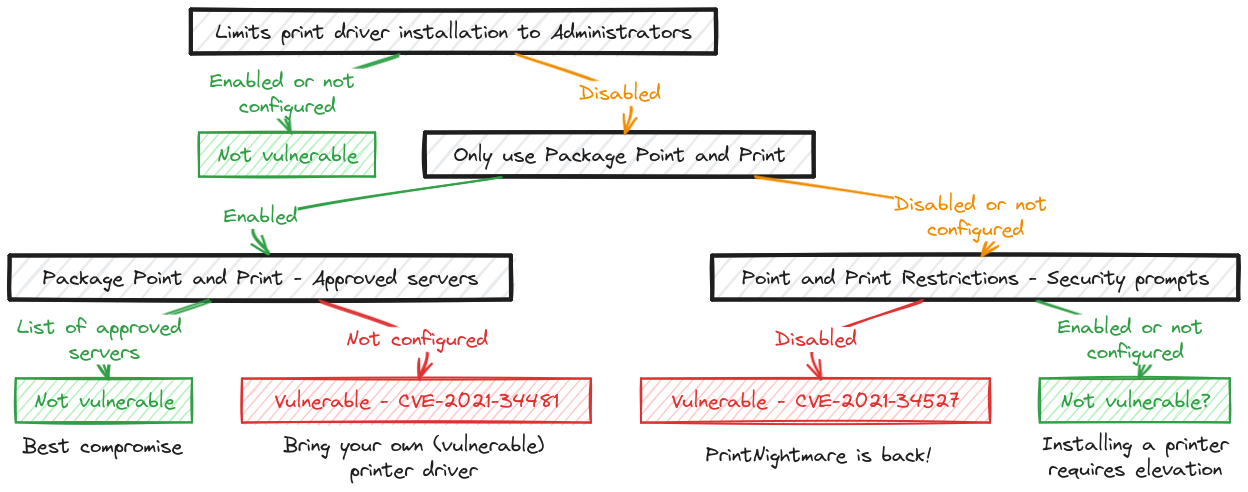 Limits print driver installation to Administrators
Enabled or not
configured
Disabled
Not vulnerable
Only use Package Point and Print
Enabled
Disabled or not
configured
Package Point and Print - Approved servers
Point and Print Restrictions - Security prompts
List of approved
servers
Not configured
Disabled
Enabled or not
configured
Not vulnerable
Vulnerable - CVE-2021-34481
Vulnerable - CVE-2021-34527
Not vulnerable?
Best compromise
Bring your own (vulnerable)
printer driver
PrintNightmare is back!
Installing a printer
requires elevation